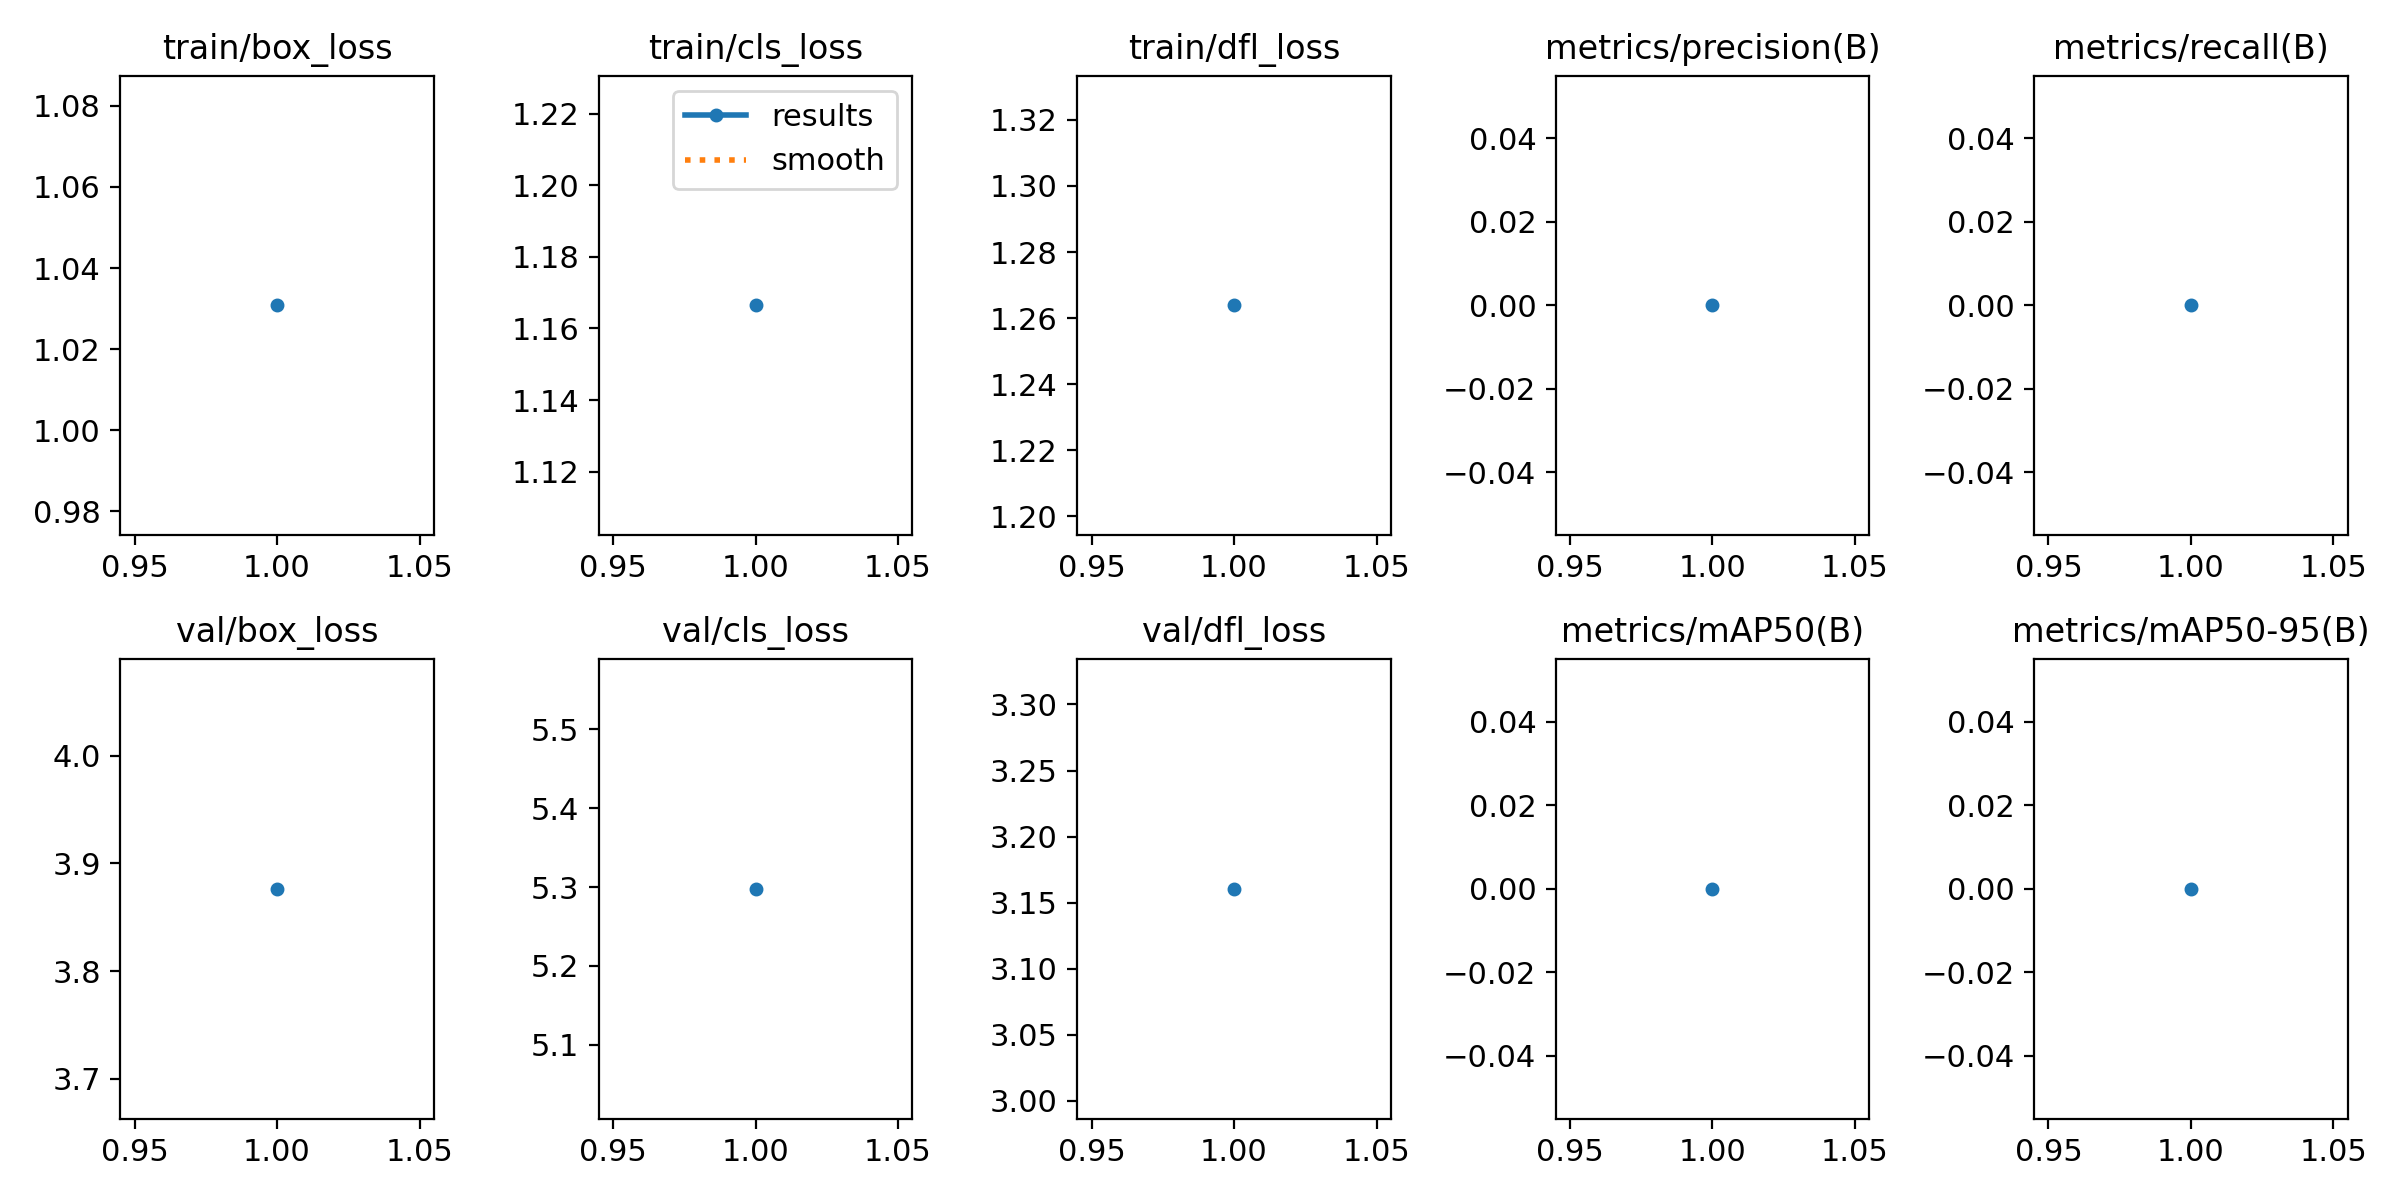 train/box_loss
train/cls_loss
train/dfl_loss
metrics/precision(B)
metrics/recall(B)
1.08
1.06
1.04
1.02
1.00
0.98
0.95 1.00 1.05
results
smooth
1.22
1.20
1.18
1.16
1.14
1.12
0.95 1.00 1.05
1.32
1.30
1.28
1.26
1.24
1.22
1.20
0.95 1.00 1.05
0.04
0.02
0.00
−0.02
−0.04
0.95 1.00 1.05
0.04
0.02
0.00
−0.02
−0.04
0.95 1.00 1.05
val/box_loss
val/cls_loss
val/dfl_loss
metrics/mAP50(B)
metrics/mAP50-95(B)
4.0
3.9
3.8
3.7
0.95 1.00 1.05
5.5
5.4
5.3
5.2
5.1
0.95 1.00 1.05
3.30
3.25
3.20
3.15
3.10
3.05
3.00
0.95 1.00 1.05
0.04
0.02
0.00
−0.02
−0.04
0.95 1.00 1.05
0.04
0.02
0.00
−0.02
−0.04
0.95 1.00 1.05